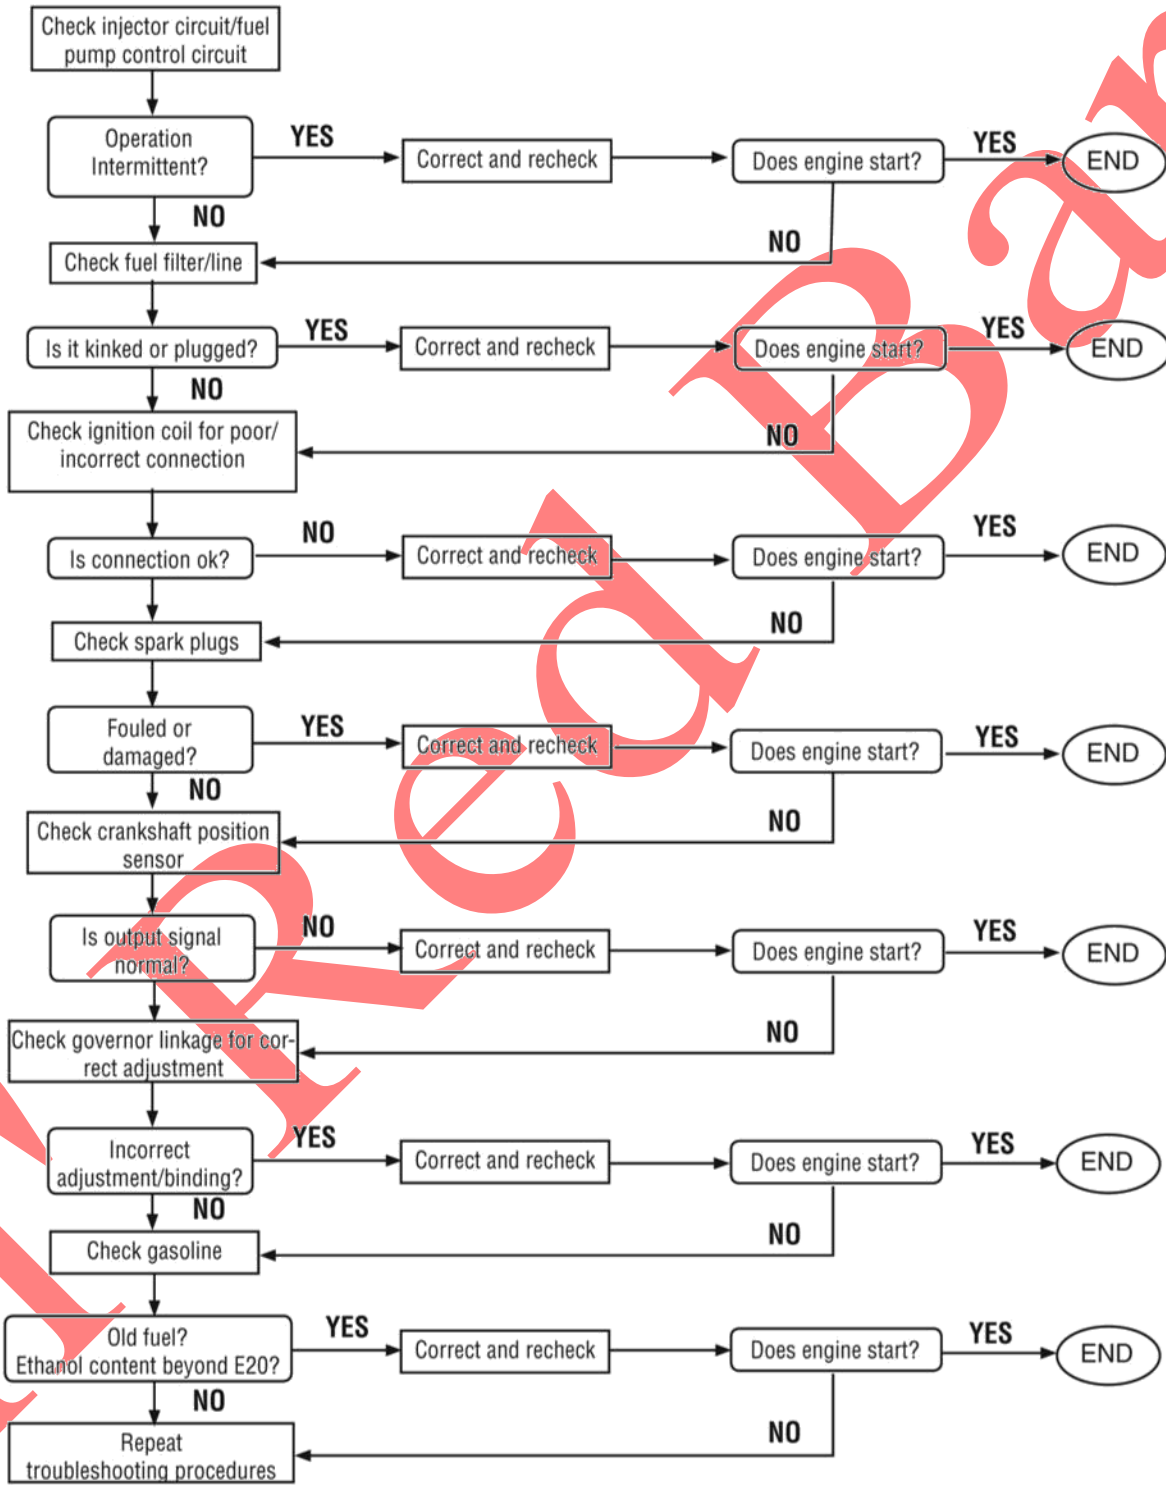 Check injector circuit/fuel
pump control circuit
Operation
Intermittent?
YES
Correct and recheck
Does engine start?
YES
END
NO
NO
Check fuel filter/line
Is it kinked or plugged?
YES
Correct and recheck
Does engine start?
YES
END
NO
NO
Check ignition coil for poor/
incorrect connection
Is connection ok?
NO
Correct and recheck
Does engine start?
YES
END
NO
Check spark plugs
Fouled or
damaged?
YES
Correct and recheck
Does engine start?
YES
END
NO
NO
Check crankshaft position
sensor
Is output signal
normal?
NO
Correct and recheck
Does engine start?
YES
END
NO
Check governor linkage for cor-
rect adjustment
Incorrect
adjustment/binding?
YES
Correct and recheck
Does engine start?
YES
END
NO
NO
Check gasoline
Old fuel?
Ethanol content beyond E20?
YES
Correct and recheck
Does engine start?
YES
END
NO
NO
Repeat
troubleshooting procedures
Red Bar